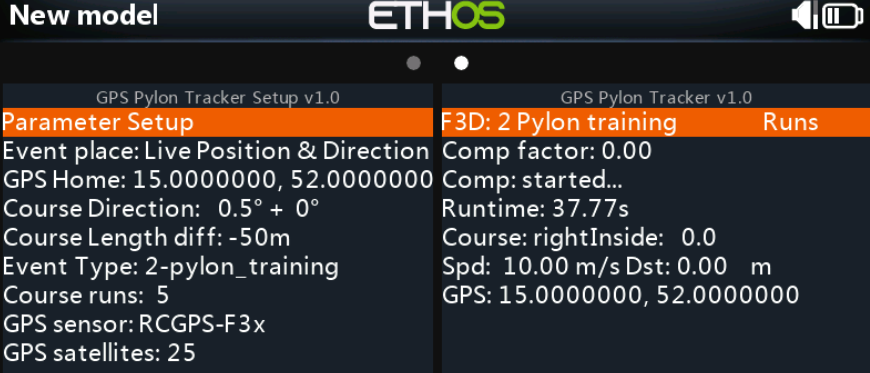 New model
ETHOS
GPS Pylon Tracker Setup v1.0
Parameter Setup
Event place: Live Position & Direction
GPS Home: 15.0000000, 52.0000000
Course Direction: 0.5° + 0°
Course Length diff: -50m
Event Type: 2-pylon_training
Course runs: 5
GPS sensor: RCGPS-F3x
GPS satellites: 25
GPS Pylon Tracker v1.0
F3D: 2 Pylon training Runs
Comp factor: 0.00
Comp: started...
Runtime: 37.77s
Course: rightInside: 0.0
Spd: 10.00 m/s Dst: 0.00 m
GPS: 15.0000000, 52.0000000